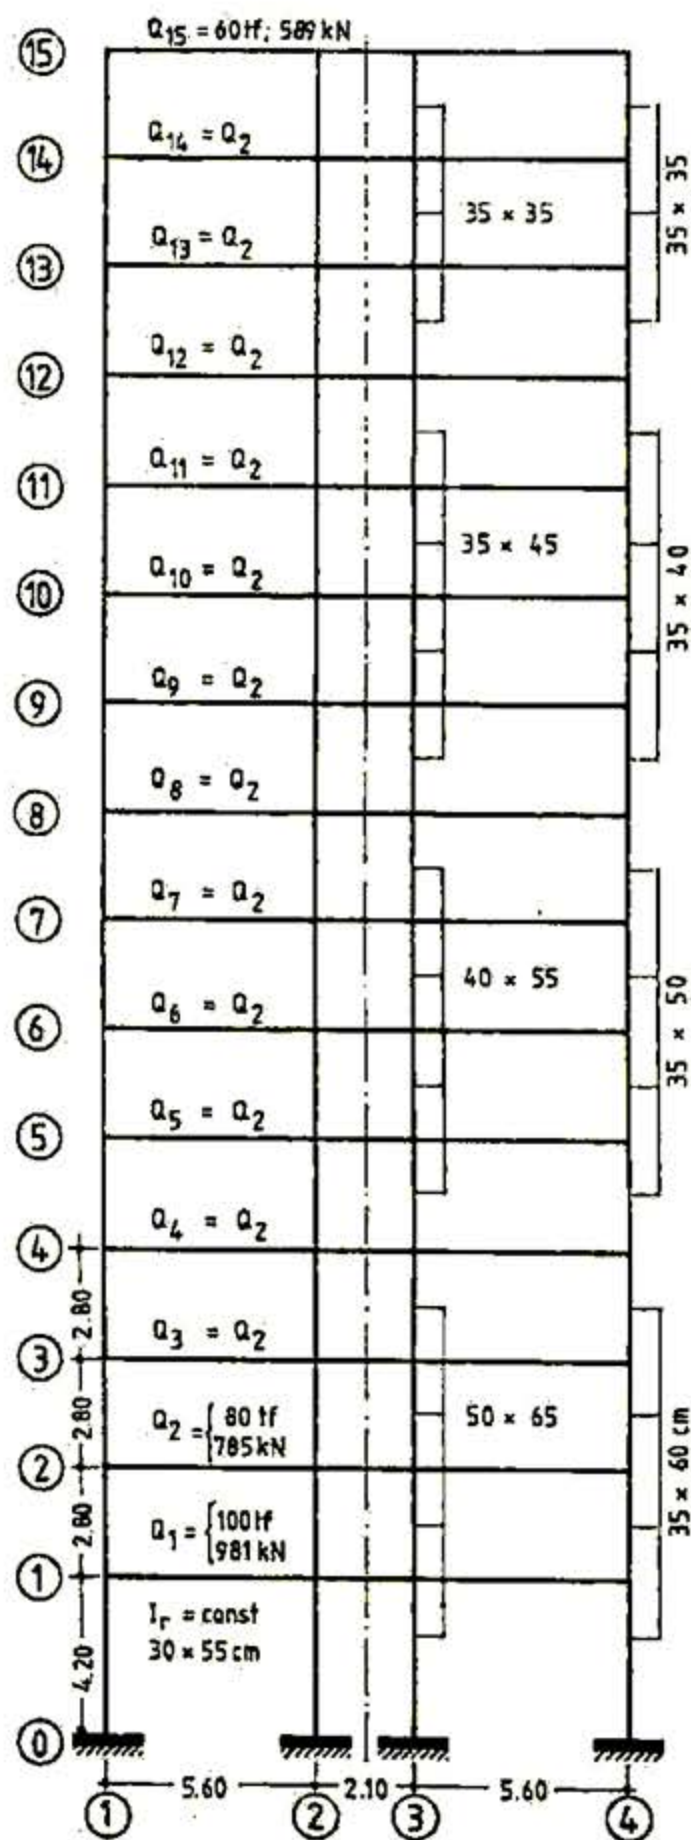 15
Q15 = 60 tf; 589 kN
14
Q14 = Q2
13
Q13 = Q2
35 × 35
35 × 35
12
Q12 = Q2
11
Q11 = Q2
35 × 45
10
Q10 = Q2
35 × 40
9
Q9 = Q2
8
Q8 = Q2
7
Q7 = Q2
40 × 55
6
Q6 = Q2
35 × 50
5
Q5 = Q2
4
Q4 = Q2
2.80
3
Q3 = Q2
2.80
Q2 = { 80 tf
785 kN
50 × 65
2
2.80
Q1 = { 100 tf
981 kN
35 × 60 cm
1
Ir = const
30 × 55 cm
4.20
0
5.60 2.10 5.60
1 2 3 4